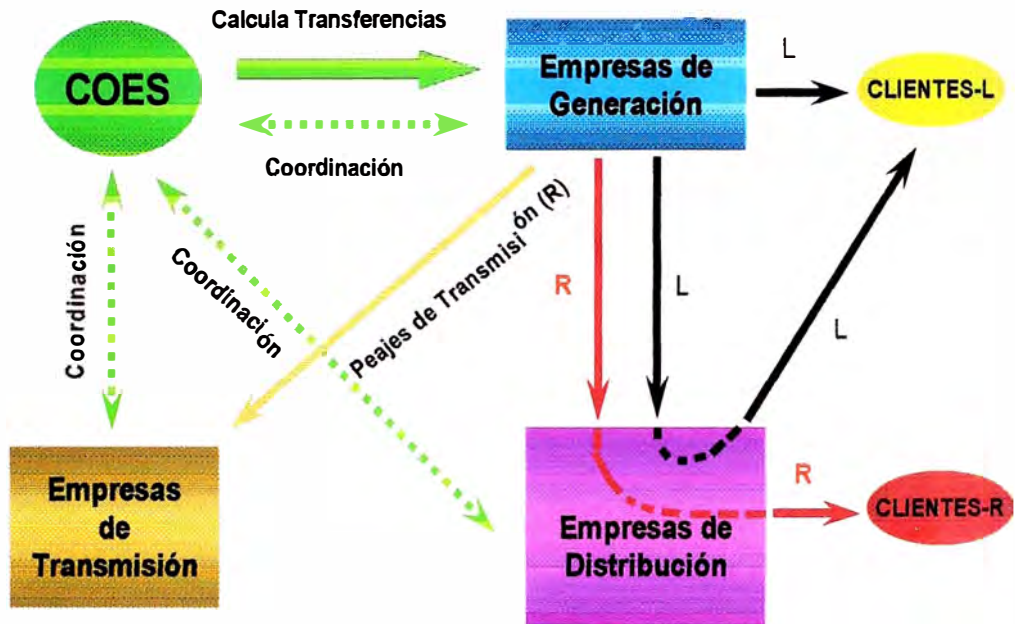 Calcula Transferencias
COES
Empresas de
Generación
L
CLIENTES-L
Coordinación
Coordinación
Coordinación
Peajes de Transmisión (R)
R
L
L
Empresas
de
Transmisión
Empresas de
Distribución
R
CLIENTES-R